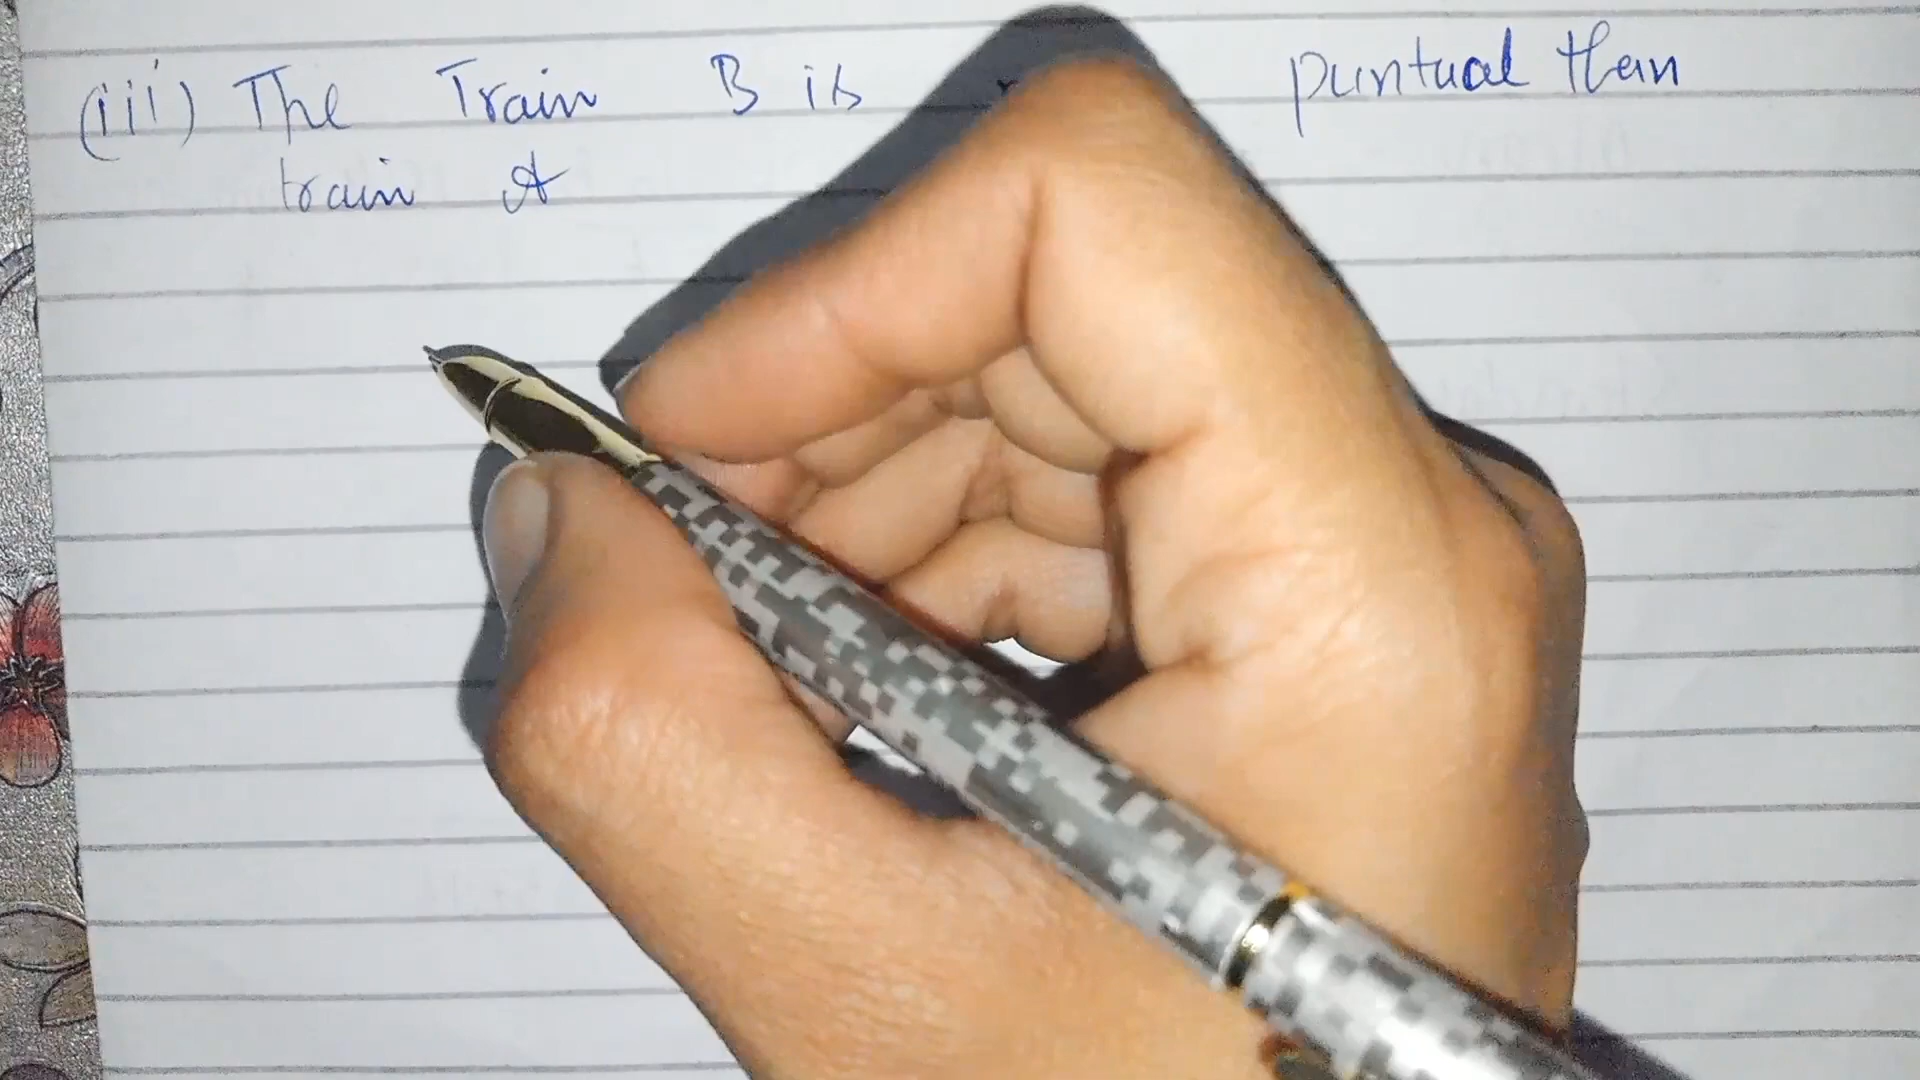 (iii) The Train B is puntual than
train A